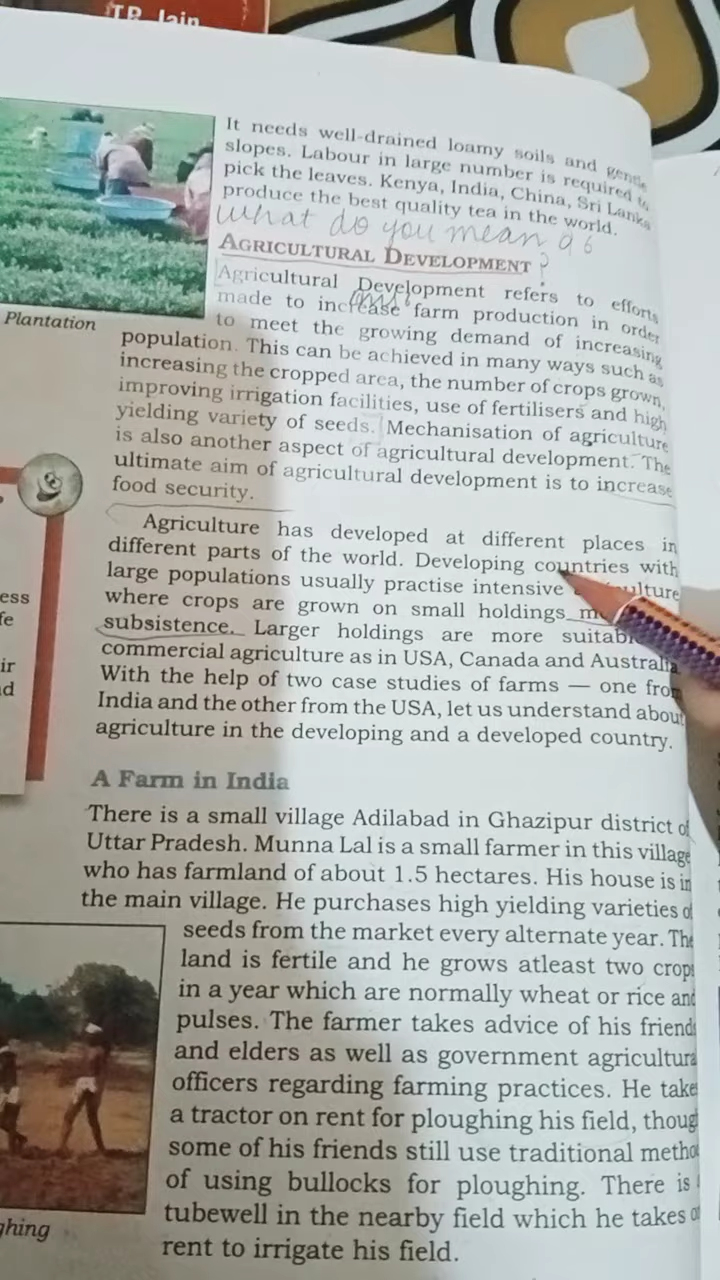 T.R. Jain
It needs well-drained loamy soils and gentle
slopes. Labour in large number is required to
pick the leaves. Kenya, India, China, Sri Lanka
produce the best quality tea in the world.
What do you mean
AGRICULTURAL DEVELOPMENT ?
Agricultural Development refers to efforts
made to increase farm production in order
to meet the growing demand of increasing
Plantation
population. This can be achieved in many ways such as
increasing the cropped area, the number of crops grown,
improving irrigation facilities, use of fertilisers and high
yielding variety of seeds. Mechanisation of agriculture
is also another aspect of agricultural development. The
ultimate aim of agricultural development is to increase
food security.
Agriculture has developed at different places in
different parts of the world. Developing countries with
large populations usually practise intensive
where crops are grown on small holdings
subsistence. Larger holdings are more
commercial agriculture as in USA, Canada and Australia.
With the help of two case studies of farms — one from
India and the other from the USA, let us understand about
agriculture in the developing and a developed country.
ess
fe
ir
d
A Farm in India
There is a small village Adilabad in Ghazipur district of
Uttar Pradesh. Munna Lal is a small farmer in this village
who has farmland of about 1.5 hectares. His house is in
the main village. He purchases high yielding varieties of
seeds from the market every alternate year. The
land is fertile and he grows atleast two crops
in a year which are normally wheat or rice and
pulses. The farmer takes advice of his friends
and elders as well as government agricultura
officers regarding farming practices. He take
a tractor on rent for ploughing his field, thoug
some of his friends still use traditional metho
of using bullocks for ploughing. There is
tubewell in the nearby field which he takes o
rent to irrigate his field.
ghing